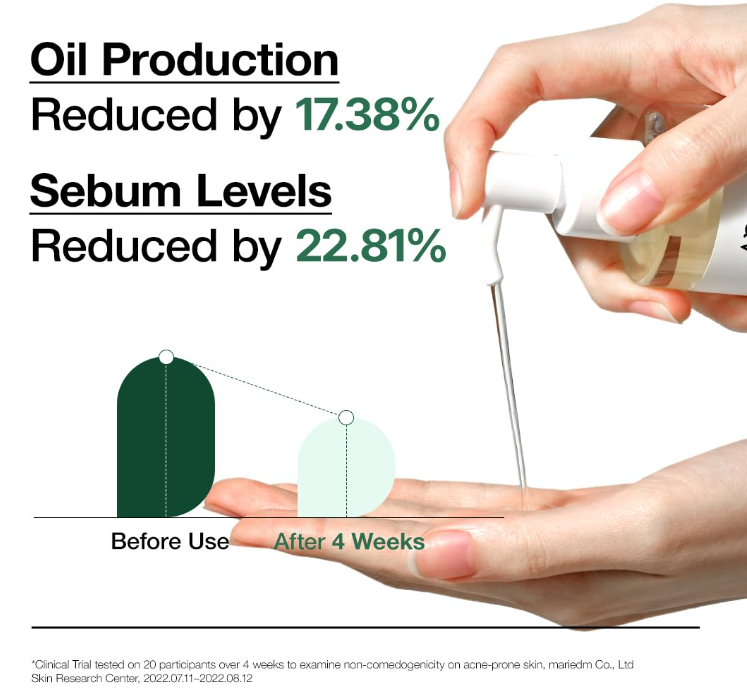 Oil Production
Reduced by 17.38%
Sebum Levels
Reduced by 22.81%
Before Use
After 4 Weeks
*Clinical Trial tested on 20 participants over 4 weeks to examine non-comedogenicity on acne-prone skin, mariedm Co., Ltd
Skin Research Center, 2022.07.11–2022.08.12